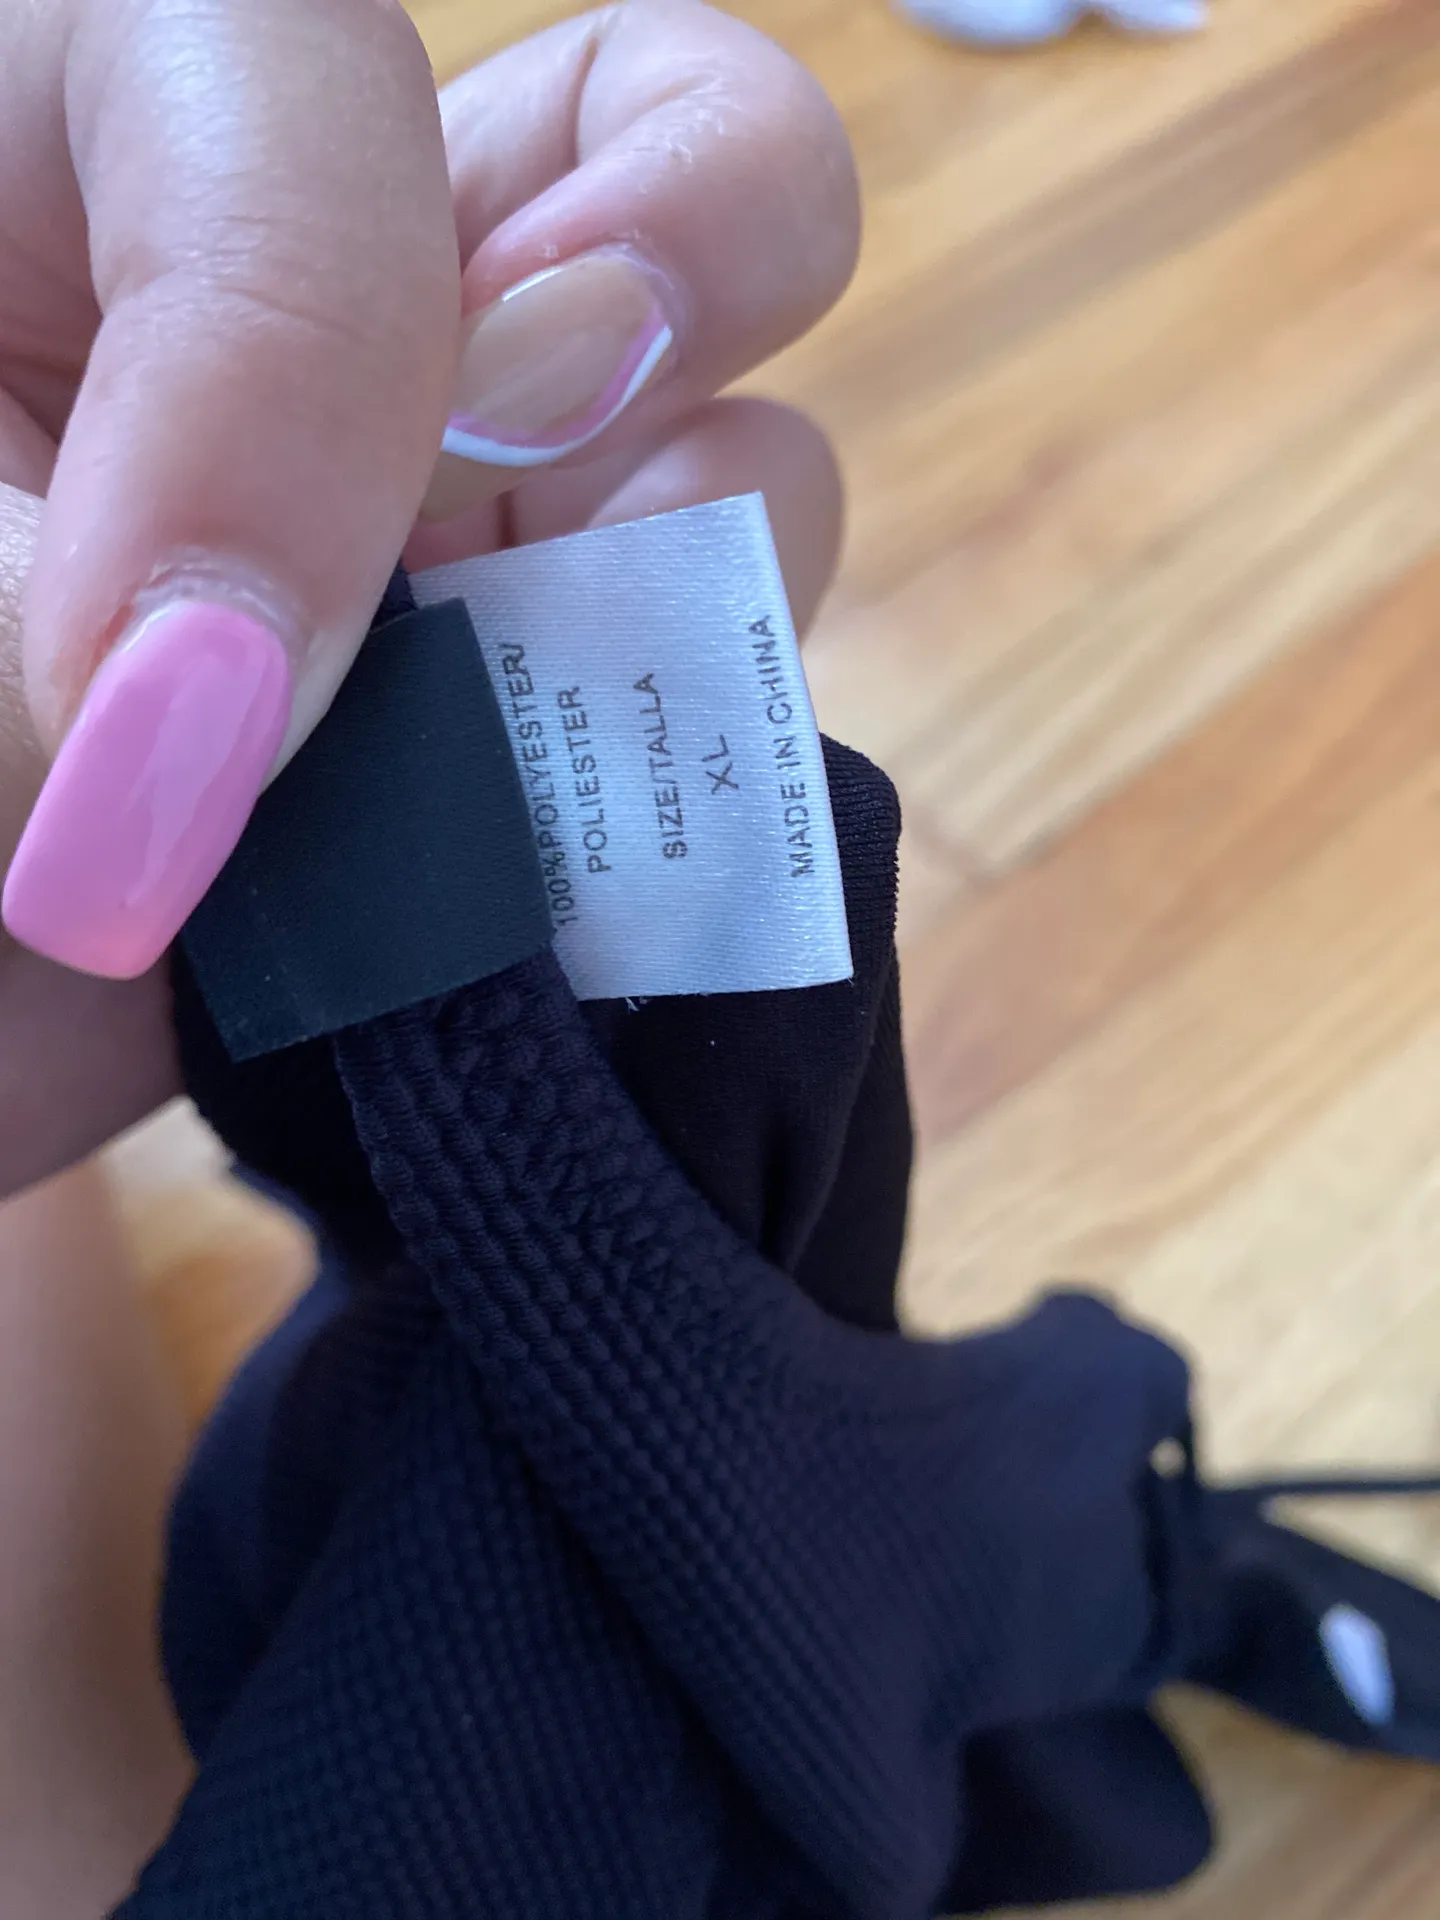 100%POLYESTER/
POLIESTER
SIZE/TALLA
XL
MADE IN CHINA